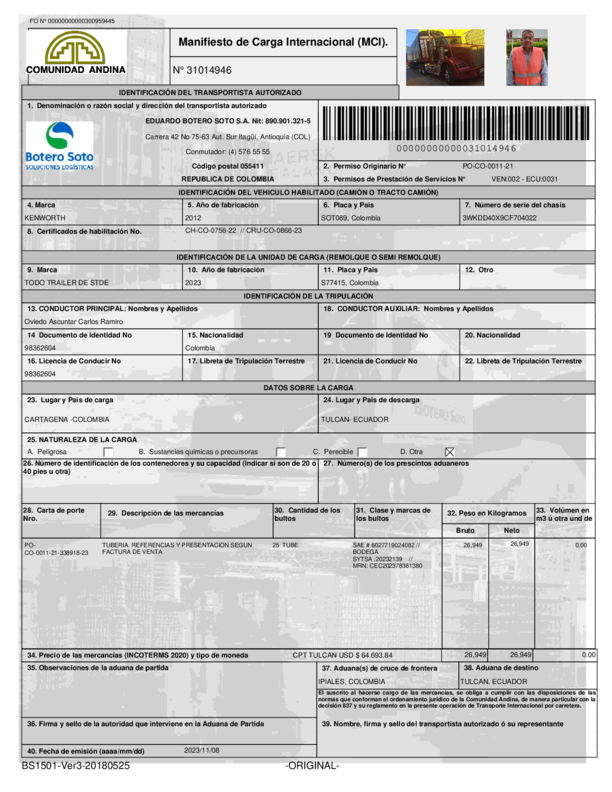 FO N° 00000000000300959445
COMUNIDAD ANDINA
Manifiesto de Carga Internacional (MCI).
N° 31014946
IDENTIFICACIÓN DEL TRANSPORTISTA AUTORIZADO
1. Denominación o razón social y dirección del transportista autorizado
Botero Soto
SOLUCIONES LOGÍSTICAS
EDUARDO BOTERO SOTO S.A. Nit: 890.901.321-5
Carrera 42 No 75-63 Aut. Sur Itagüí, Antioquia (COL)
Conmutador: (4) 576 55 55
Código postal 055411
REPUBLICA DE COLOMBIA
00000000000031014946
2. Permiso Originario N° PO-CO-0011-21
3. Permisos de Prestación de Servicios N° VEN:002 - ECU:0031
IDENTIFICACIÓN DEL VEHICULO HABILITADO (CAMIÓN O TRACTO CAMIÓN)
4. Marca 5. Año de fabricación 6. Placa y Pais 7. Número de serie del chasis
KENWORTH 2012 SOT089, Colombia 3WKDD40X9CF704022
8. Certificados de habilitación No. CH-CO-0756-22 // CRU-CO-0866-23
IDENTIFICACIÓN DE LA UNIDAD DE CARGA (REMOLQUE O SEMI REMOLQUE)
9. Marca 10. Año de fabricación 11. Placa y Pais 12. Otro
TODO TRAILER DE STDE 2023 S77415, Colombia
IDENTIFICACIÓN DE LA TRIPULACIÓN
13. CONDUCTOR PRINCIPAL: Nombres y Apellidos 18. CONDUCTOR AUXILIAR: Nombres y Apellidos
Oviedo Ascuntar Carlos Ramiro
14 Documento de Identidad No 15. Nacionalidad 19 Documento de Identidad No 20. Nacionalidad
98362604 Colombia
16. Licencia de Conducir No 17. Libreta de Tripulación Terrestre 21. Licencia de Conducir No 22. Libreta de Tripulación Terrestre
98362604
DATOS SOBRE LA CARGA
23. Lugar y Pais de carga 24. Lugar y Pais de descarga
CARTAGENA -COLOMBIA TULCAN- ECUADOR
25. NATURALEZA DE LA CARGA
A. Peligrosa B. Sustancias quimicas o precursoras C. Perecible D. Otra
26. Número de identificación de los contenedores y su capacidad (Indicar si son de 20 ó 40 pies u otra) 27. Número(s) de los prescintos aduaneros
28. Carta de porte Nro. 29. Descripción de las mercancías 30. Cantidad de los bultos 31. Clase y marcas de los bultos 32. Peso en Kilogramos 33. Volúmen en m3 ú otra und de
Bruto Neto
PO-CO-0011-21-338918-23 TUBERIA. REFERENCIAS Y PRESENTACION SEGUN FACTURA DE VENTA 25 TUBE SAE # 6027719024082 // BODEGA SYTSA :20232139 // MRN: CEC202378361380 26,949 26,949 0.00
34. Precio de las mercancías (INCOTERMS 2020) y tipo de moneda CPT TULCAN USD $ 64.693,84 26,949 26,949 0.00
35. Observaciones de la aduana de partida 37. Aduana(s) de cruce de frontera 38. Aduana de destino
IPIALES, COLOMBIA TULCAN, ECUADOR
El suscrito al hacerse cargo de las mercancías, se obliga a cumplir con las disposiciones de las normas que conforman el ordenamiento jurídico de la Comunidad Andina, de manera particular con la decisión 837 y su reglamento en la presente operación de Transporte Internacional por carretera.
36. Firma y sello de la autoridad que interviene en la Aduana de Partida 39. Nombre, firma y sello del transportista autorizado ó su representante
40. Fecha de emisión (aaaa/mm/dd) 2023/11/08
BS1501-Ver3-20180525 -ORIGINAL-